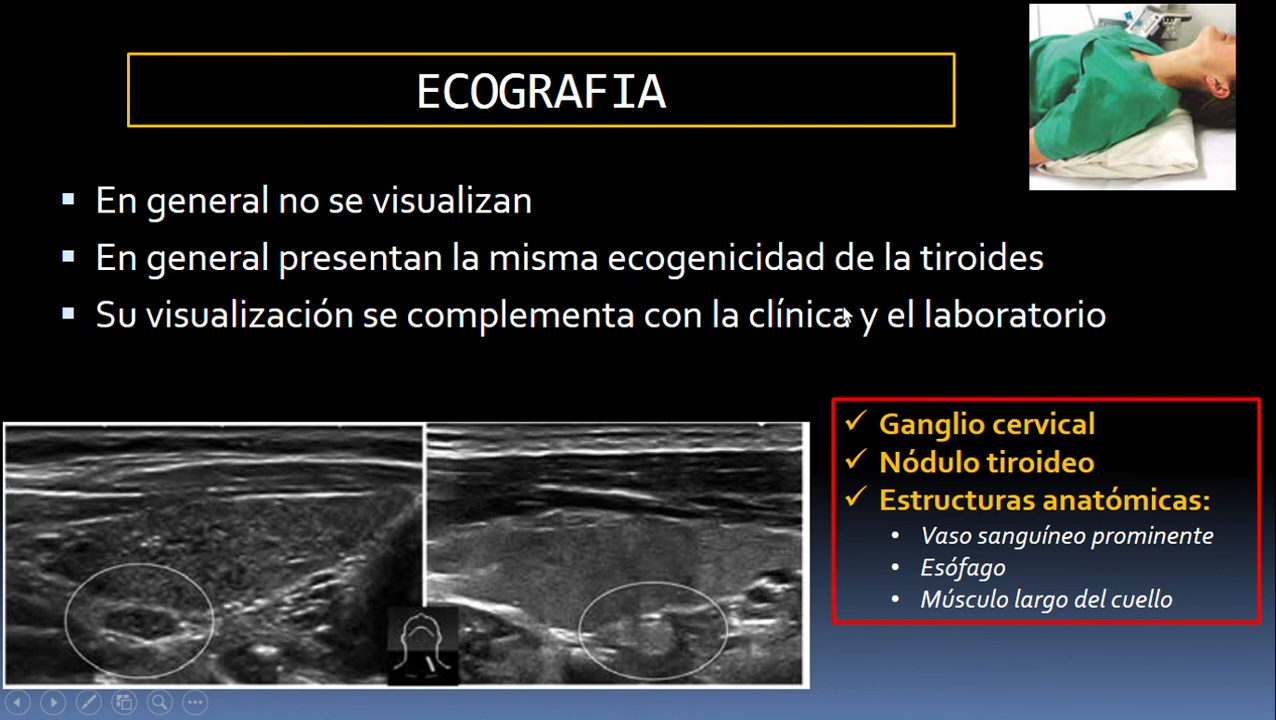 ECOGRAFIA
En general no se visualizan
En general presentan la misma ecogenicidad de la tiroides
Su visualización se complementa con la clínica y el laboratorio
Ganglio cervical
Nódulo tiroideo
Estructuras anatómicas:
Vaso sanguíneo prominente
Esófago
Músculo largo del cuello